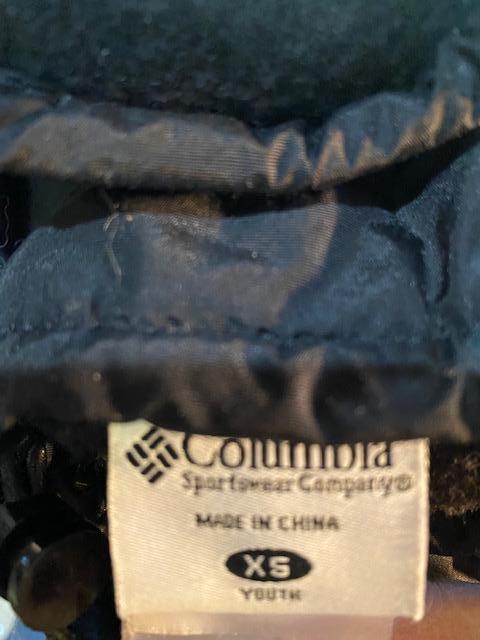 Columbia
Sportswear Company®
MADE IN CHINA
XS
YOUTH